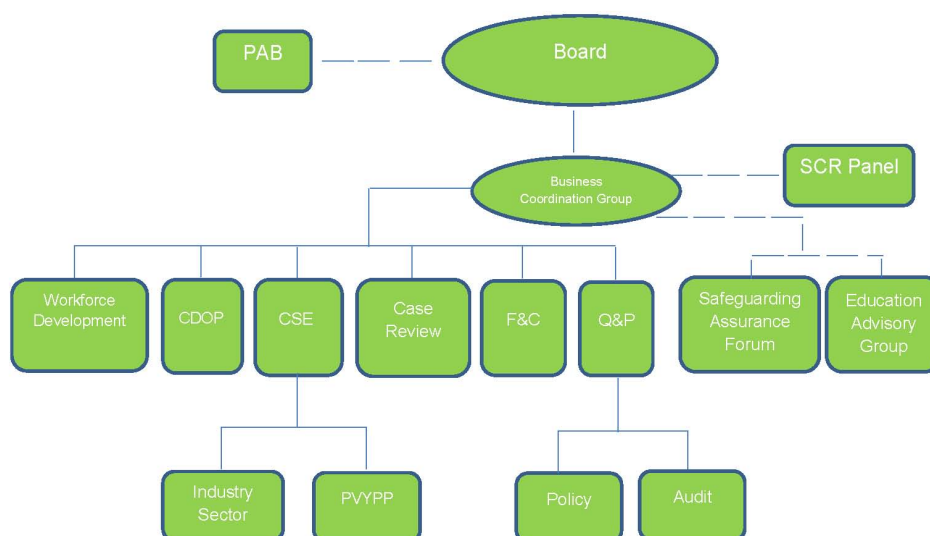 PAB
Board
SCR Panel
Business
Coordination Group
Workforce
Development
CDOP
CSE
Case
Review
F&C
Q&P
Safeguarding
Assurance
Forum
Education
Advisory
Group
Industry
Sector
PVYPP
Policy
Audit